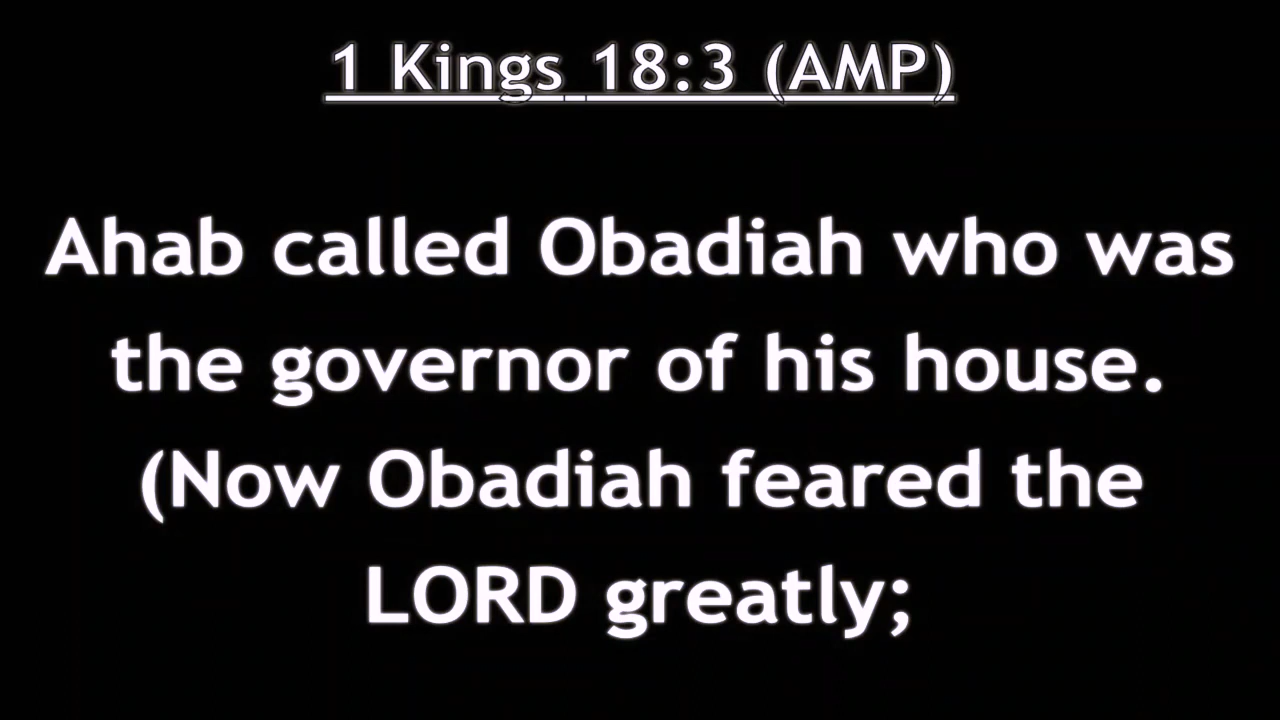 1 Kings 18:3 (AMP)
Ahab called Obadiah who was
the governor of his house.
(Now Obadiah feared the
LORD greatly;